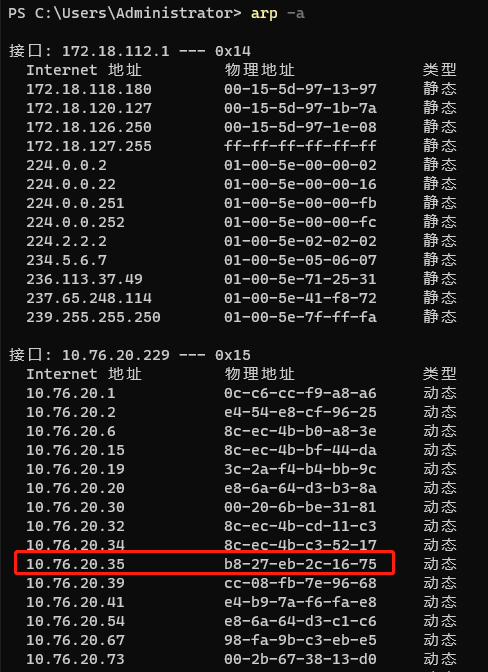 PS C:\Users\Administrator> arp -a
接口: 172.18.112.1 --- 0x14
Internet 地址 物理地址 类型
172.18.118.180 00-15-5d-97-13-97 静态
172.18.120.127 00-15-5d-97-1b-7a 静态
172.18.126.250 00-15-5d-97-1e-08 静态
172.18.127.255 ff-ff-ff-ff-ff-ff 静态
224.0.0.2 01-00-5e-00-00-02 静态
224.0.0.22 01-00-5e-00-00-16 静态
224.0.0.251 01-00-5e-00-00-fb 静态
224.0.0.252 01-00-5e-00-00-fc 静态
224.2.2.2 01-00-5e-02-02-02 静态
234.5.6.7 01-00-5e-05-06-07 静态
236.113.37.49 01-00-5e-71-25-31 静态
237.65.248.114 01-00-5e-41-f8-72 静态
239.255.255.250 01-00-5e-7f-ff-fa 静态
接口: 10.76.20.229 --- 0x15
Internet 地址 物理地址 类型
10.76.20.1 0c-c6-cc-f9-a8-a6 动态
10.76.20.2 e4-54-e8-cf-96-25 动态
10.76.20.6 8c-ec-4b-b0-a8-3e 动态
10.76.20.15 8c-ec-4b-bf-44-da 动态
10.76.20.19 3c-2a-f4-b4-bb-9c 动态
10.76.20.20 e8-6a-64-d3-b3-8a 动态
10.76.20.30 00-20-6b-be-31-81 动态
10.76.20.32 8c-ec-4b-cd-11-c3 动态
10.76.20.34 8c-ec-4b-c3-52-17 动态
10.76.20.35 b8-27-eb-2c-16-75 动态
10.76.20.39 cc-08-fb-7e-96-68 动态
10.76.20.41 e4-b9-7a-f6-fa-e8 动态
10.76.20.54 e8-6a-64-d3-c1-c6 动态
10.76.20.67 98-fa-9b-c3-eb-e5 动态
10.76.20.73 00-2b-67-38-13-d0 动态